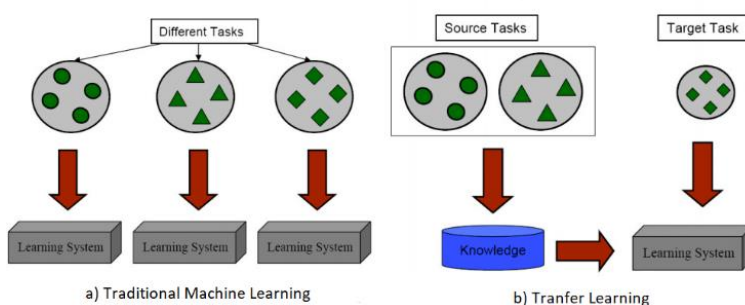 Different Tasks
Learning System
Learning System
Learning System
a) Traditional Machine Learning
Source Tasks
Target Task
Knowledge
Learning System
b) Tranfer Learning